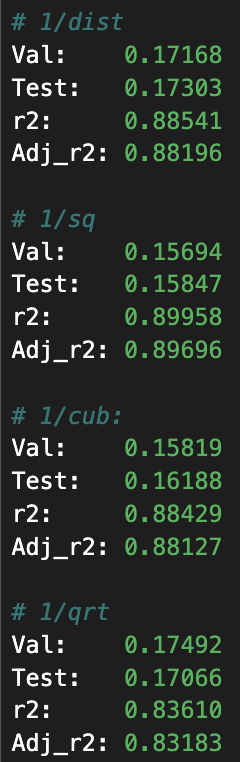 # 1/dist
Val: 0.17168
Test: 0.17303
r2: 0.88541
Adj_r2: 0.88196
# 1/sq
Val: 0.15694
Test: 0.15847
r2: 0.89958
Adj_r2: 0.89696
# 1/cub:
Val: 0.15819
Test: 0.16188
r2: 0.88429
Adj_r2: 0.88127
# 1/qrt
Val: 0.17492
Test: 0.17066
r2: 0.83610
Adj_r2: 0.83183